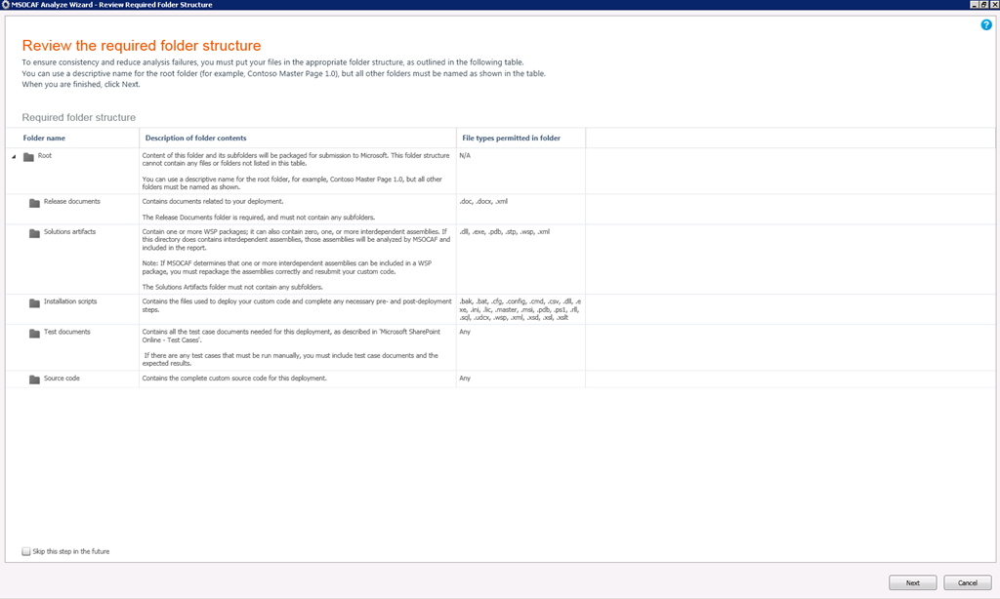 MSOCAF Analyze Wizard - Review Required Folder Structure
Review the required folder structure
To ensure consistency and reduce analysis failures, you must put your files in the appropriate folder structure, as outlined in the following table.
You can use a descriptive name for the root folder (for example, Contoso Master Page 1.0), but all other folders must be named as shown in the table.
When you are finished, click Next.
Required folder structure
Folder name
Description of folder contents
File types permitted in folder
Root
Content of this folder and its subfolders will be packaged for submission to Microsoft. This folder structure
cannot contain any files or folders not listed in this table.
You can use a descriptive name for the root folder, for example, Contoso Master Page 1.0, but all other
folders must be named as shown.
N/A
Release documents
Contains documents related to your deployment.
The Release Documents folder is required, and must not contain any subfolders.
.doc, .docx, .xml
Solutions artifacts
Contain one or more WSP packages; it can also contain zero, one, or more interdependent assemblies. If
this directory does contains interdependent assemblies, those assemblies will be analyzed by MSOCAF and
included in the report.
Note: If MSOCAF determines that one or more interdependent assemblies can be included in a WSP
package, you must repackage the assemblies correctly and resubmit your custom code.
The Solutions Artifacts folder must not contain any subfolders.
.dll, .exe, .pdb, .stp, .wsp, .xml
Installation scripts
Contains the files used to deploy your custom code and complete any necessary pre- and post-deployment
steps.
.bak, .bat, .cfg, .config, .cmd, .csv, .dll, .e
xe, .ini, .lic, .master, .msi, .pdb, .ps1, .rll,
.sql, .udcx, .wsp, .xml, .xsd, .xsl, .xslt
Test documents
Contains all the test case documents needed for this deployment, as described in 'Microsoft SharePoint
Online - Test Cases'.
If there are any test cases that must be run manually, you must include test case documents and the
expected results.
Any
Source code
Contains the complete custom source code for this deployment.
Any
Skip this step in the future
Next
Cancel